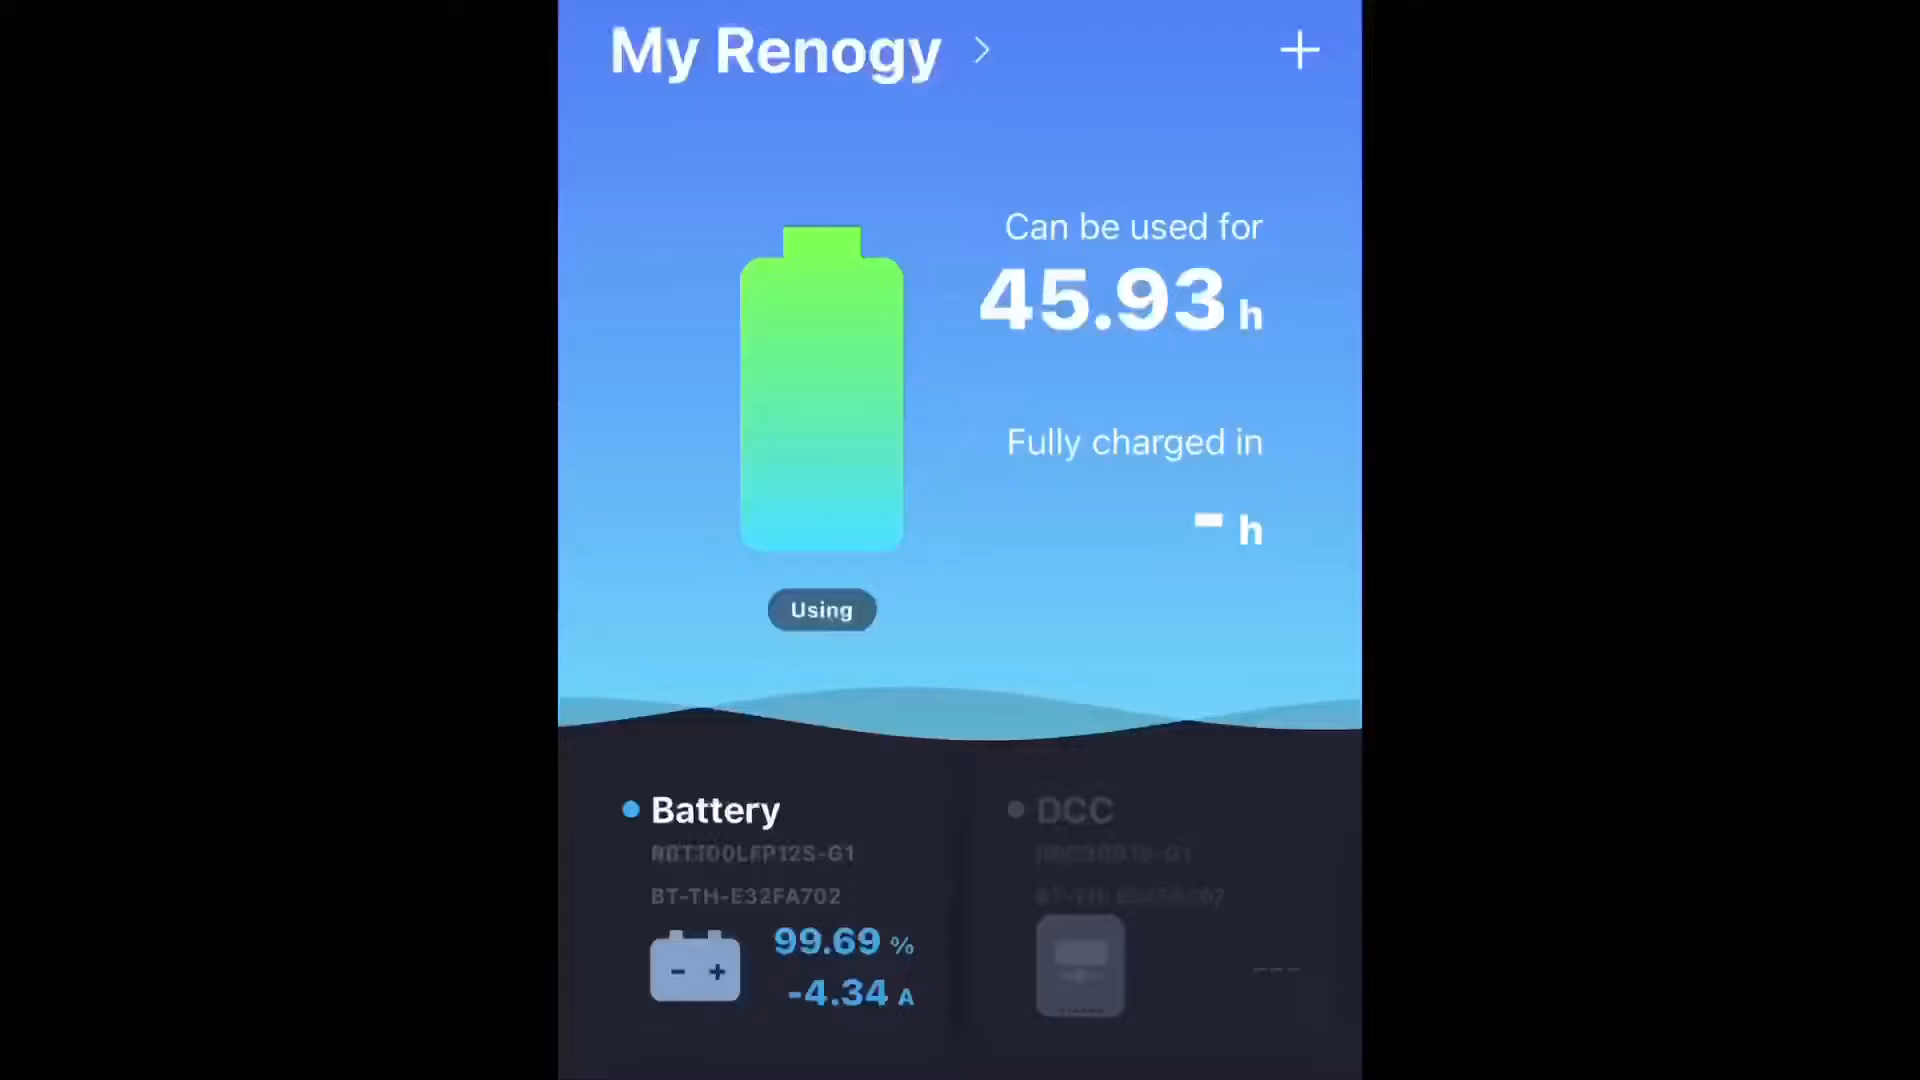 My Renogy
Can be used for
45.93 h
Fully charged in
- h
Using
Battery
BT-TH-E32FA702
99.69 %
-4.34 A
DCC
---